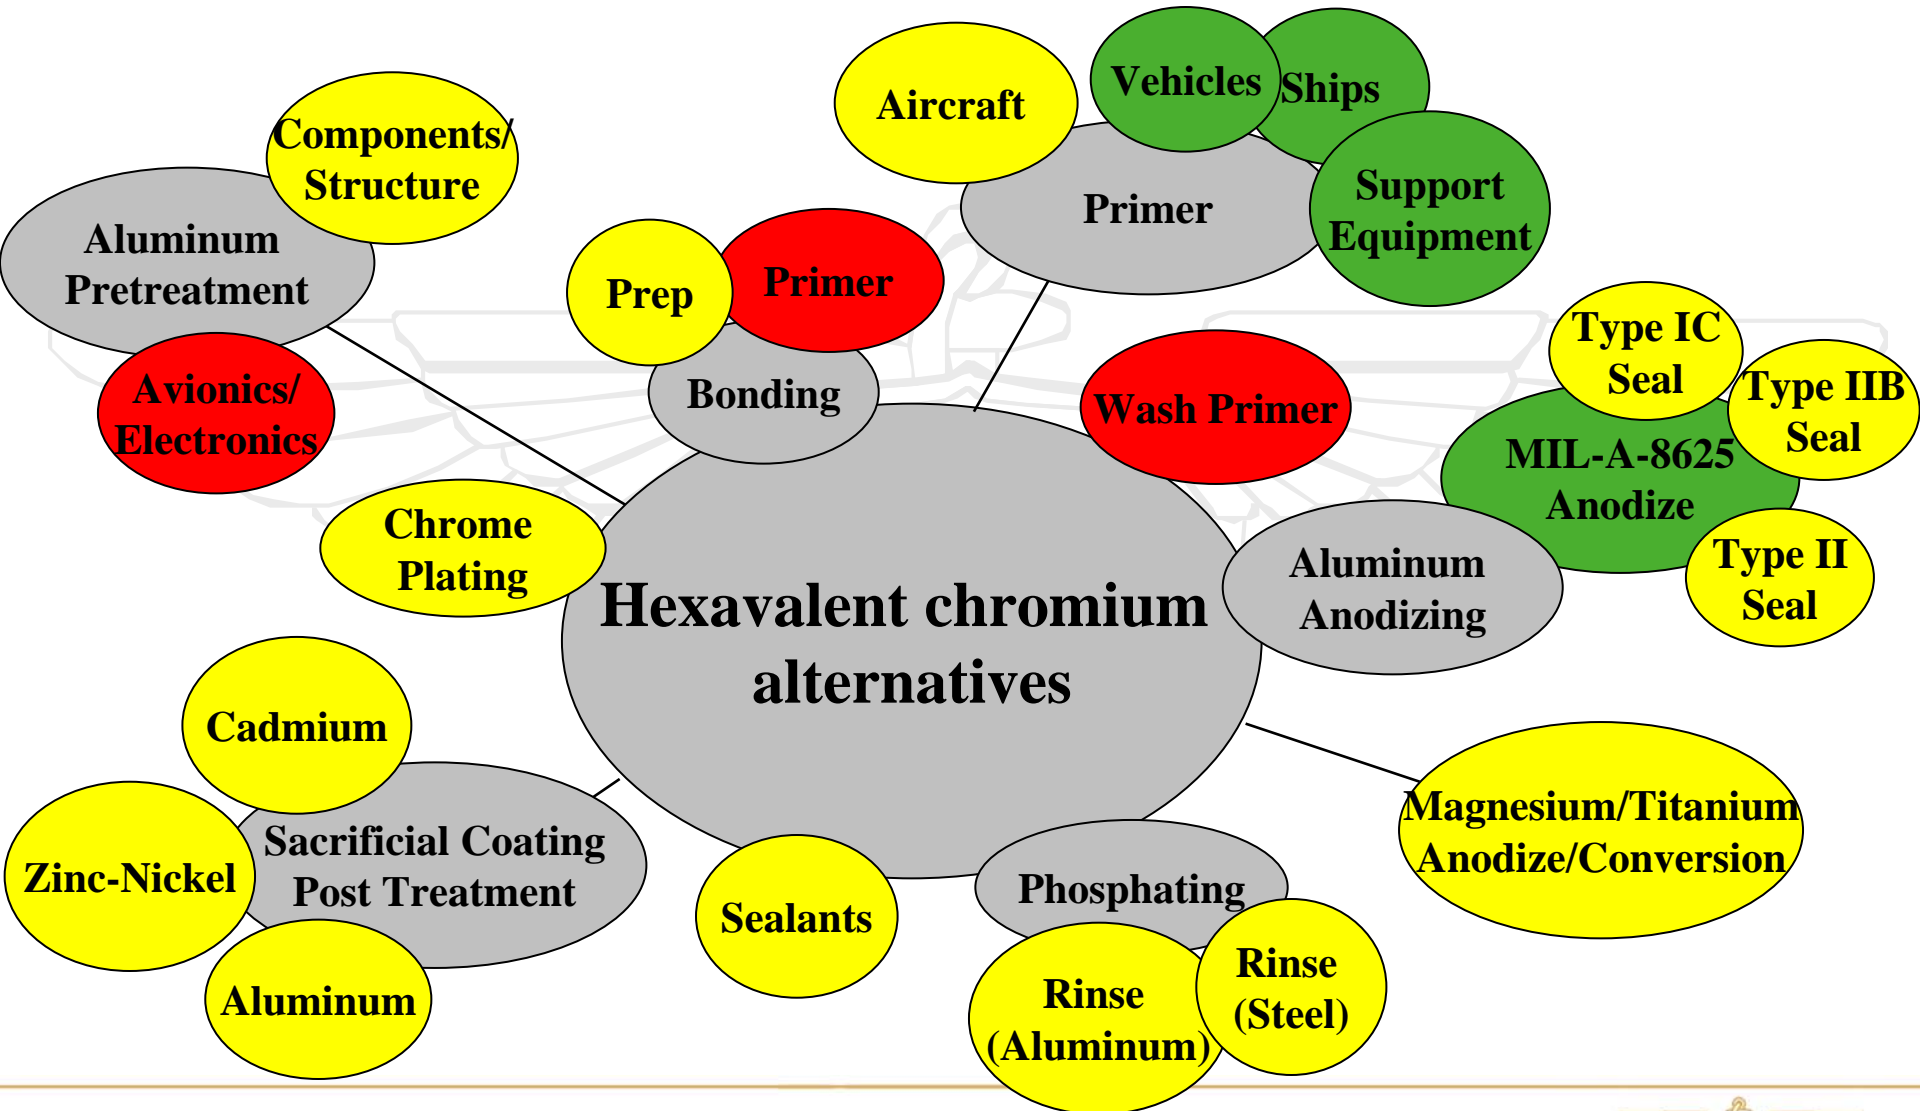 Components/
Structure
Aluminum
Pretreatment
Avionics/
Electronics
Chrome
Plating
Prep
Primer
Bonding
Aircraft
Vehicles
Ships
Support
Equipment
Primer
Wash Primer
Type IC
Seal
Type IIB
Seal
MIL-A-8625
Anodize
Type II
Seal
Aluminum
Anodizing
Hexavalent chromium
alternatives
Cadmium
Zinc-Nickel
Sacrificial Coating
Post Treatment
Aluminum
Sealants
Phosphating
Rinse
(Aluminum)
Rinse
(Steel)
Magnesium/Titanium
Anodize/Conversion